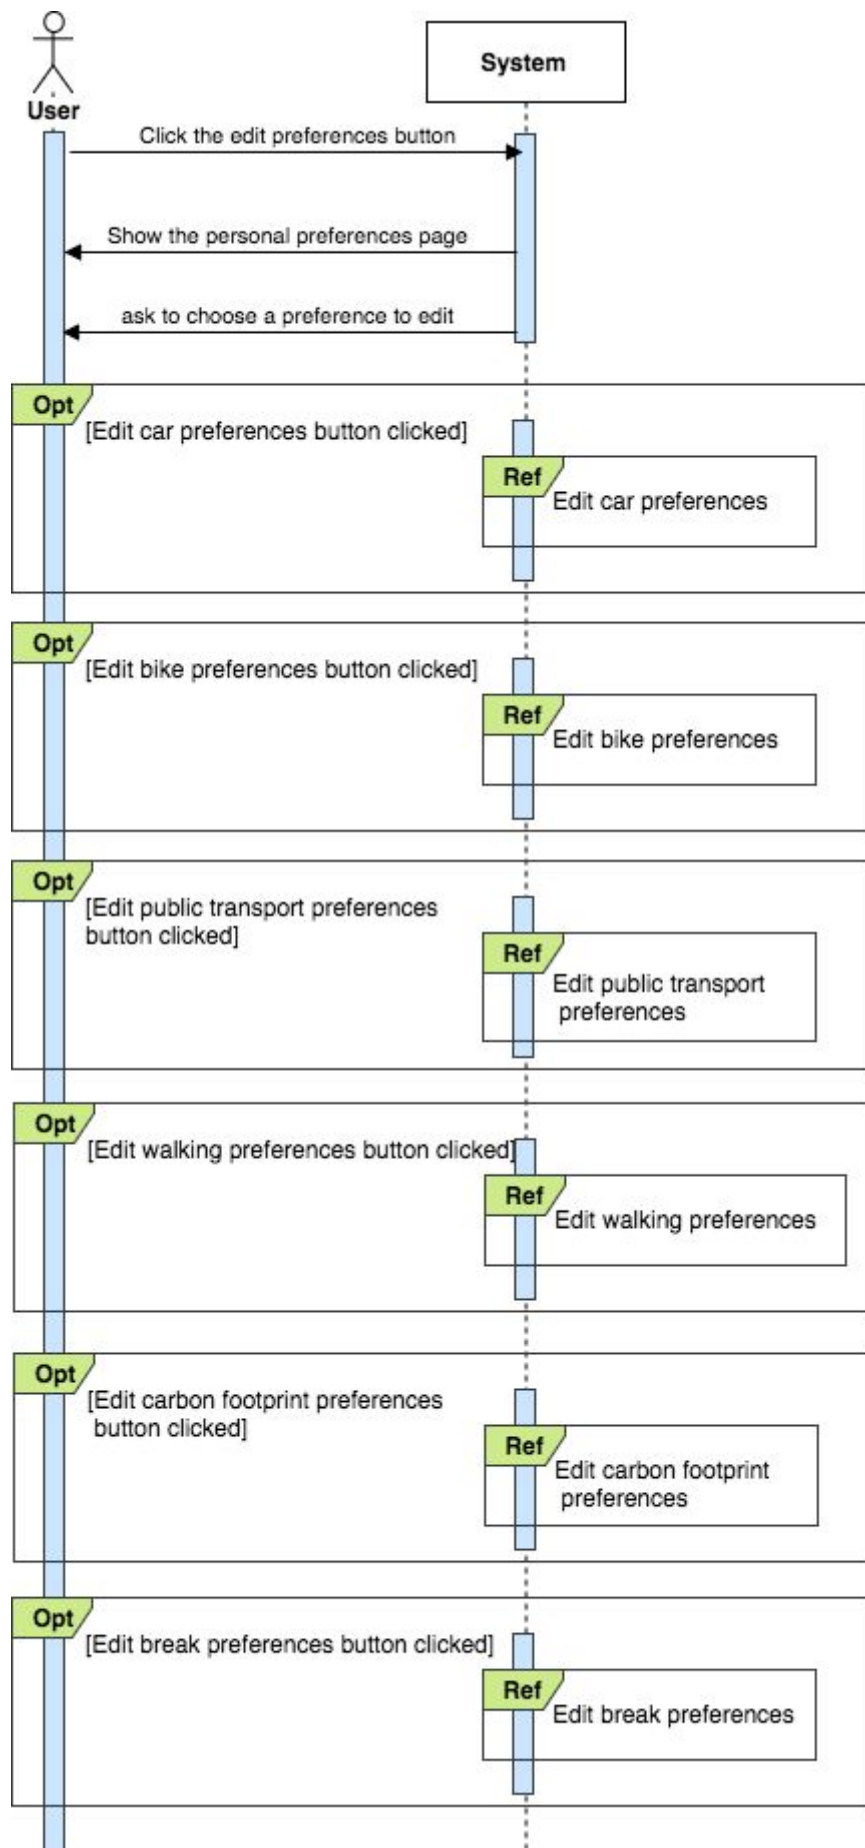 System
User
Click the edit preferences button
Show the personal preferences page
ask to choose a preference to edit
Opt
[Edit car preferences button clicked]
Ref
Edit car preferences
Opt
[Edit bike preferences button clicked]
Ref
Edit bike preferences
Opt
[Edit public transport preferences
button clicked]
Ref
Edit public transport
preferences
Opt
[Edit walking preferences button clicked]
Ref
Edit walking preferences
Opt
[Edit carbon footprint preferences
button clicked]
Ref
Edit carbon footprint
preferences
Opt
[Edit break preferences button clicked]
Ref
Edit break preferences